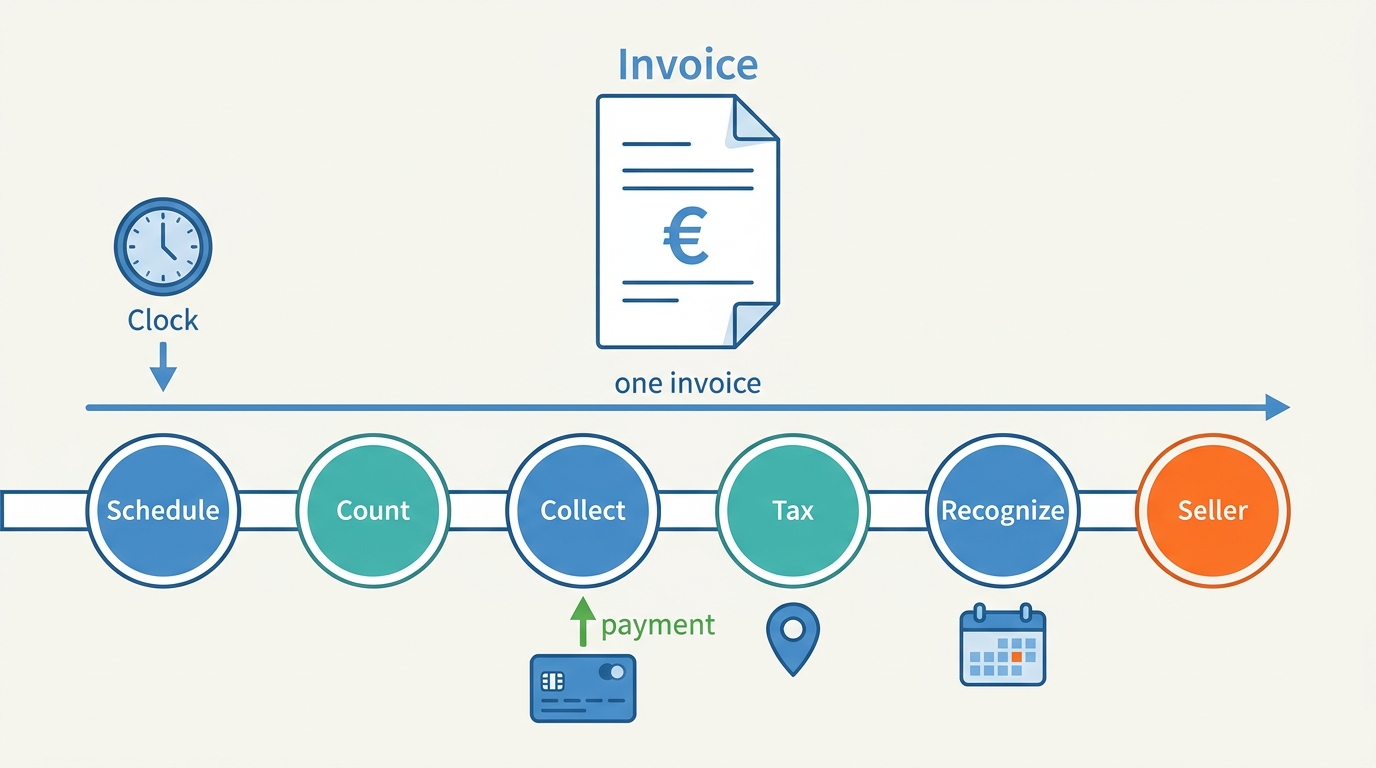 Invoice
€
Clock
one invoice
Schedule
Count
Collect
Tax
Recognize
Seller
payment